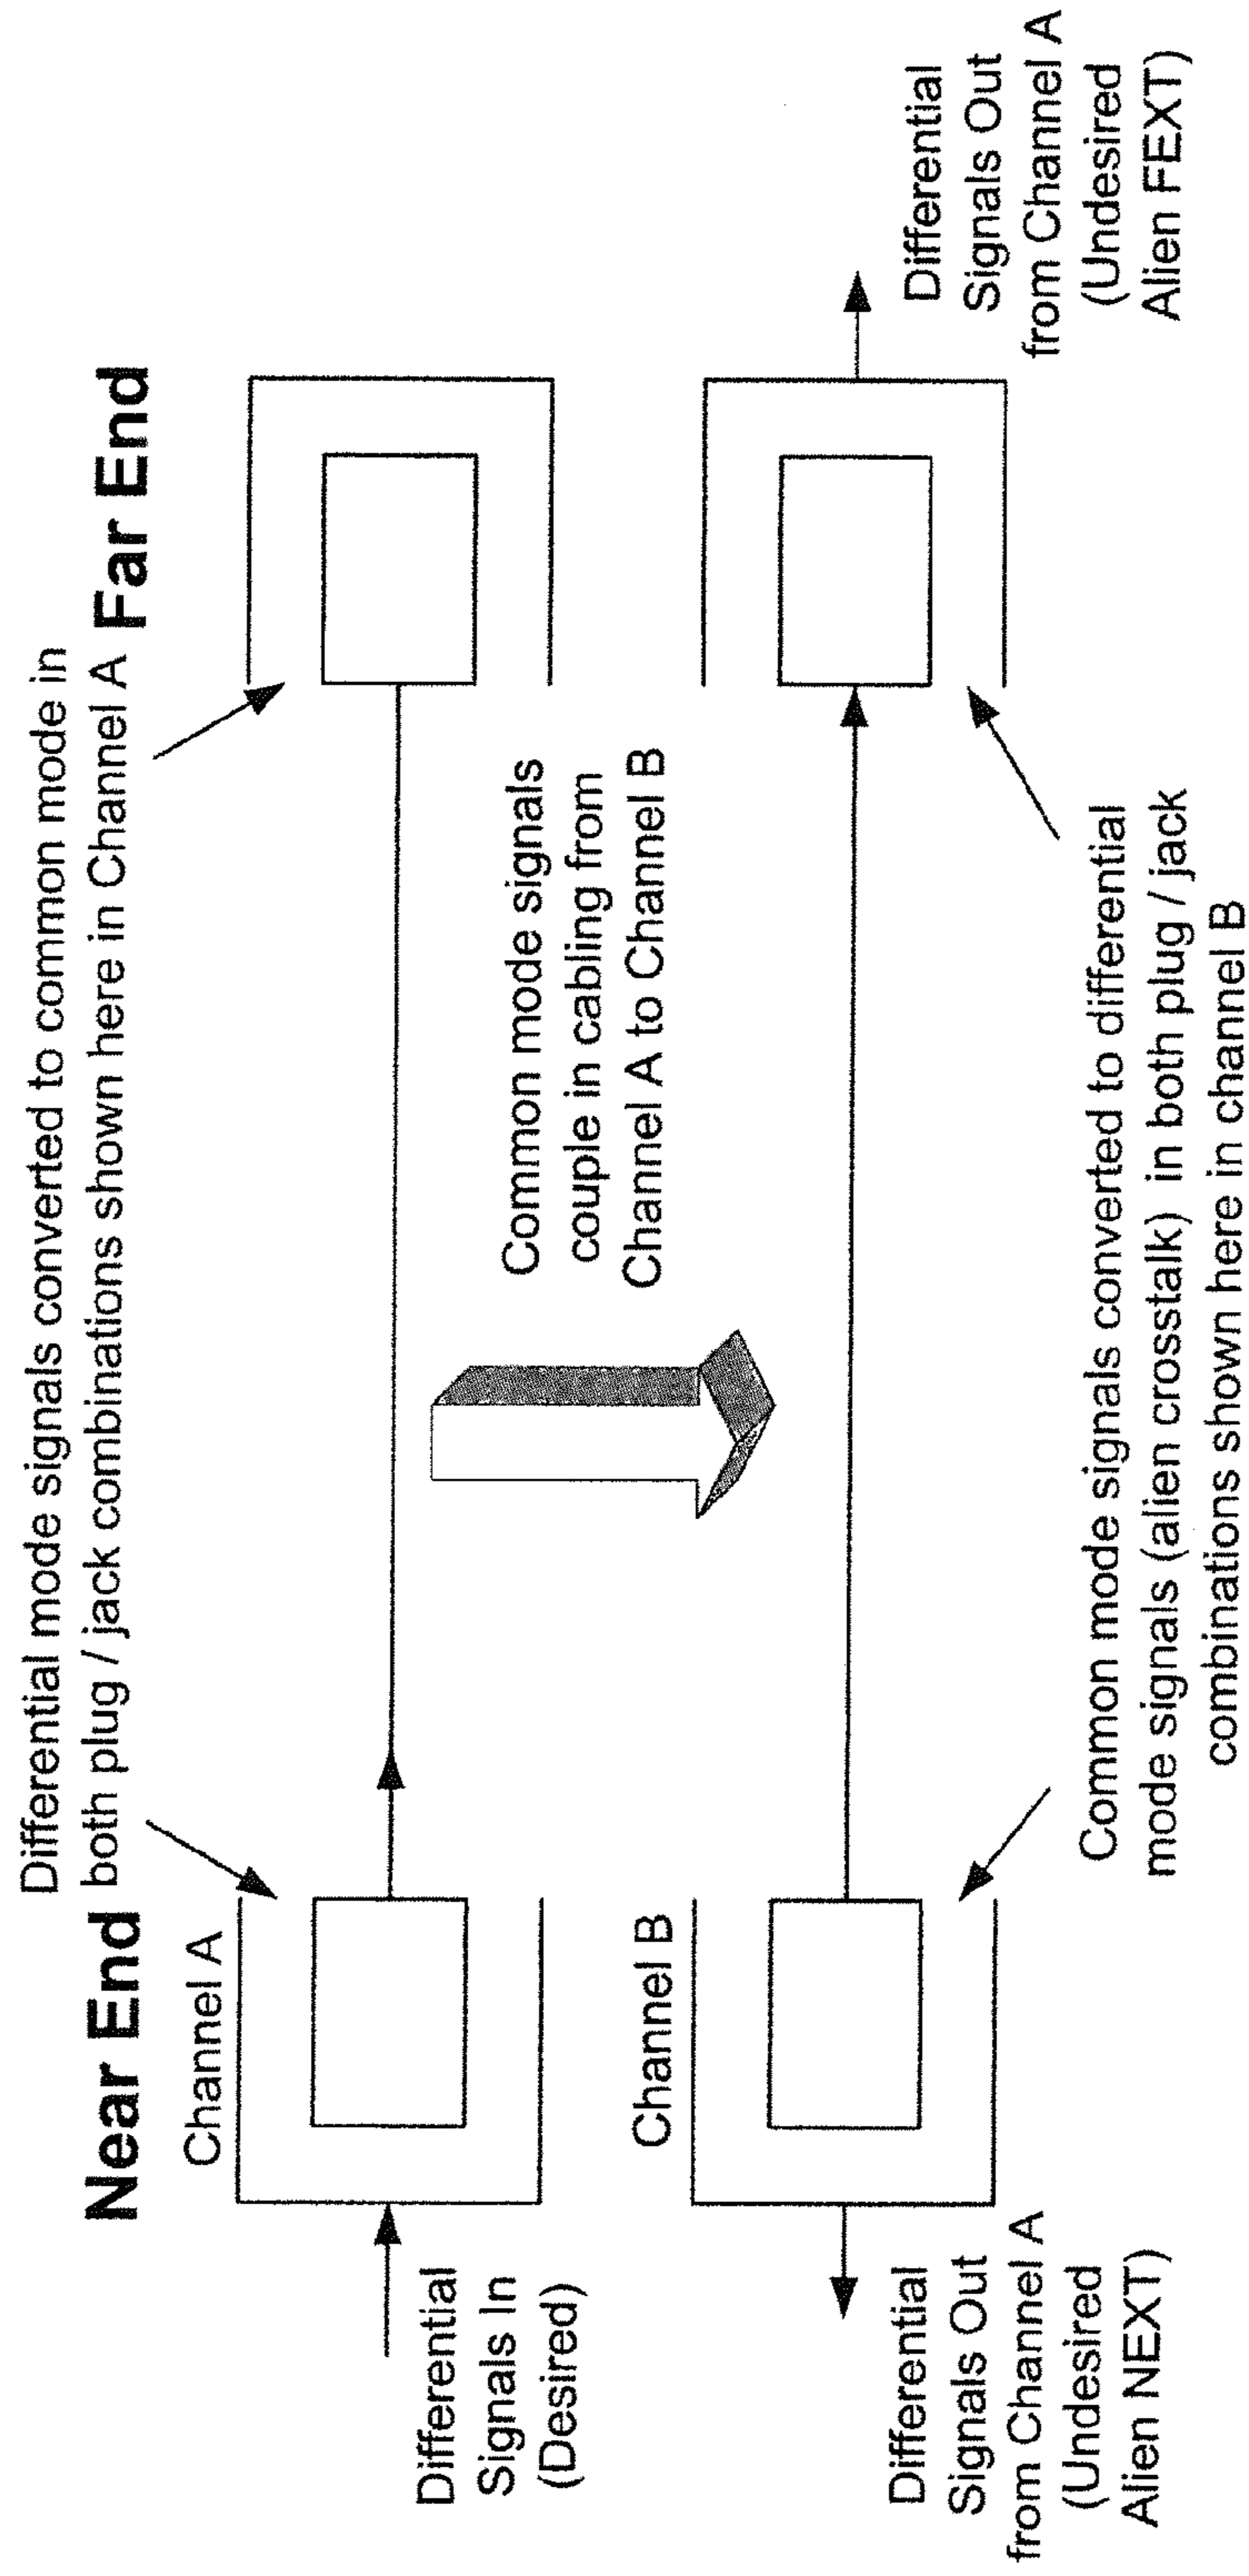 Differential mode signals converted to common mode in
both plug / jack combinations shown here in Channel A
Near End
Far End
Channel A
Differential
Signals In
(Desired)
Common mode signals
couple in cabling from
Channel A to Channel B
Channel B
Differential
Signals Out
from Channel A
(Undesired
Alien NEXT)
Differential
Signals Out
from Channel A
(Undesired
Alien FEXT)
Common mode signals converted to differential
mode signals (alien crosstalk) in both plug / jack
combinations shown here in channel B